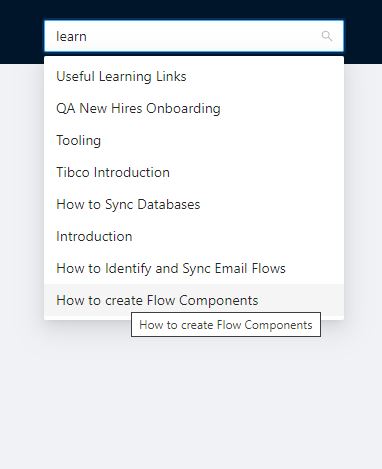 learn
Useful Learning Links
QA New Hires Onboarding
Tooling
Tibco Introduction
How to Sync Databases
Introduction
How to Identify and Sync Email Flows
How to create Flow Components
How to create Flow Components